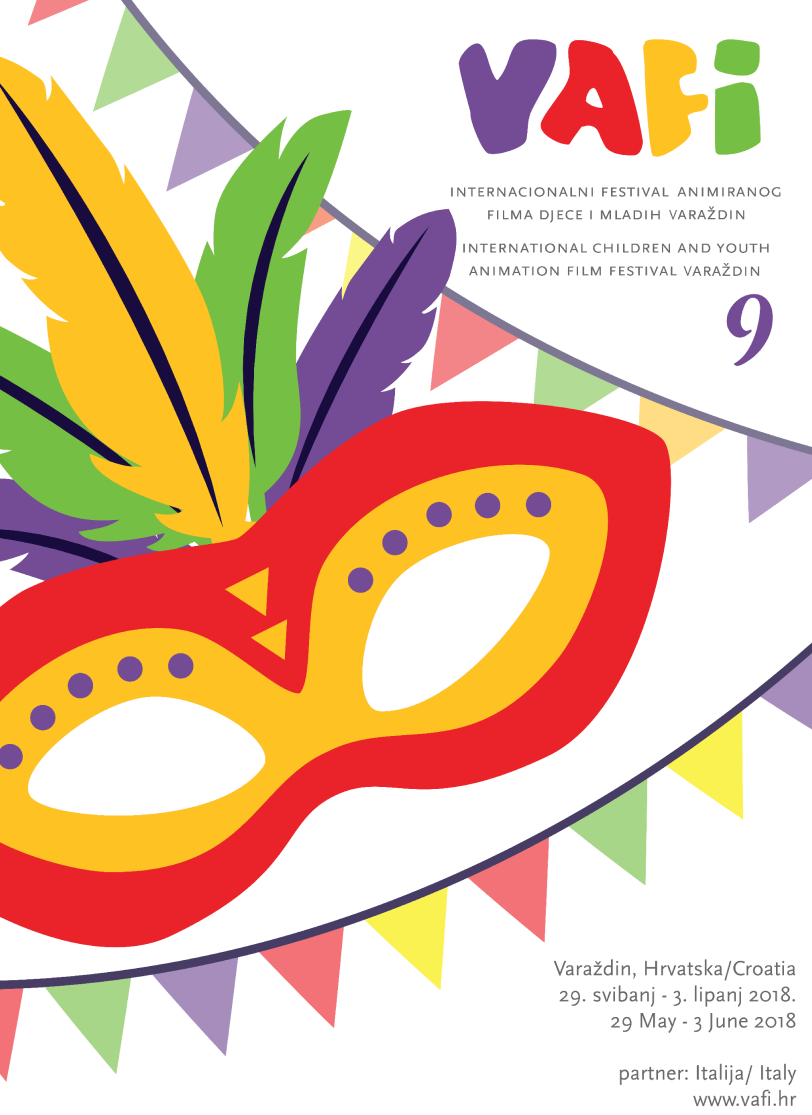 VAFi
INTERNACIONALNI FESTIVAL ANIMIRANOG
FILMA DJECE I MLADIH VARAŽDIN
INTERNATIONAL CHILDREN AND YOUTH
ANIMATION FILM FESTIVAL VARAŽDIN
9
Varaždin, Hrvatska/Croatia
29. svibanj - 3. lipanj 2018.
29 May - 3 June 2018
partner: Italija/ Italy
www.vafi.hr